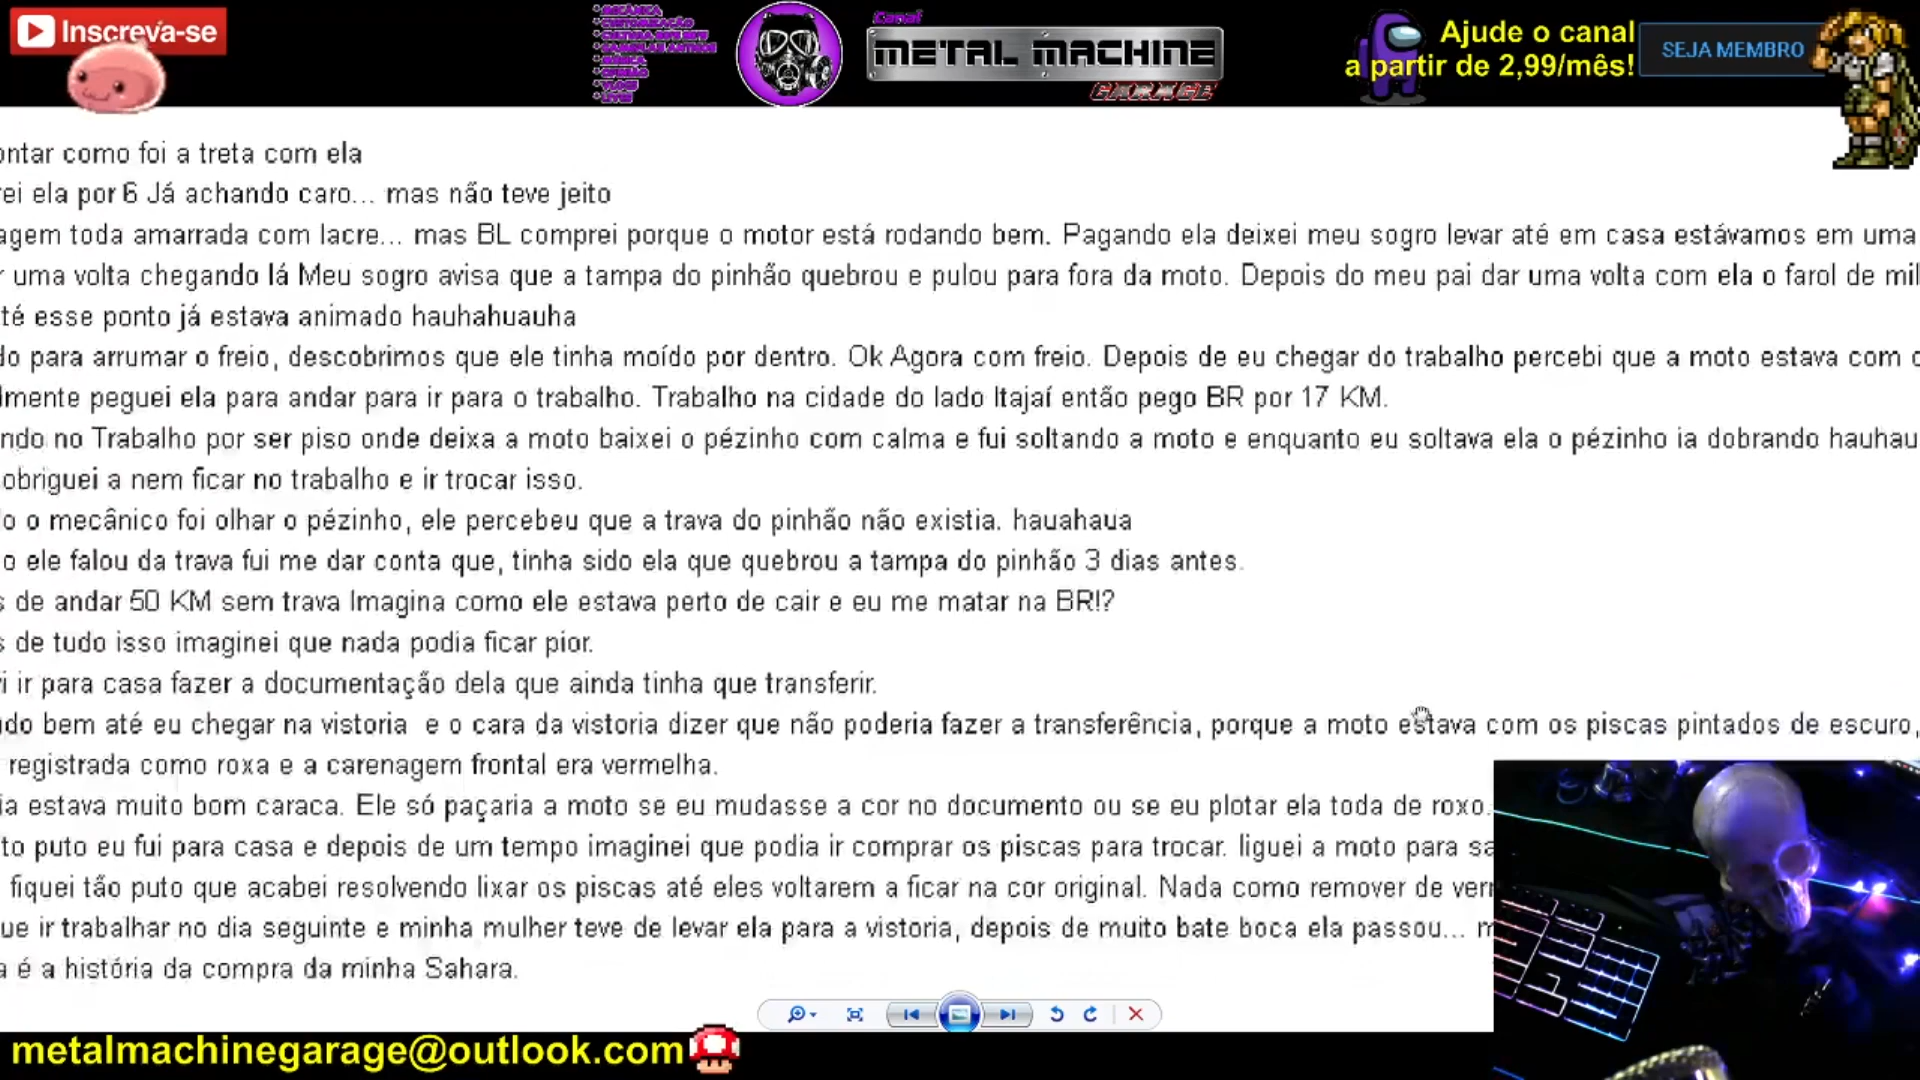 Inscreva-se
* MECÂNICA
* CUSTOMIZAÇÃO
* GAMEPLAY ANTIGOS
* MÚSICA
* OPINIÃO
* VLOGS
* LIVES
Canal
METAL MACHINE
GARAGE
Ajude o canal
a partir de 2,99/mês!
SEJA MEMBRO
ontar como foi a treta com ela
rei ela por 6 Já achando caro... mas não teve jeito
agem toda amarrada com lacre... mas BL comprei porque o motor está rodando bem. Pagando ela deixei meu sogro levar até em casa estávamos em uma
r uma volta chegando lá Meu sogro avisa que a tampa do pinhão quebrou e pulou para fora da moto. Depois do meu pai dar uma volta com ela o farol de mil
té esse ponto já estava animado hauhahuauha
do para arrumar o freio, descobrimos que ele tinha moído por dentro. Ok Agora com freio. Depois de eu chegar do trabalho percebi que a moto estava com
lmente peguei ela para andar para ir para o trabalho. Trabalho na cidade do lado Itajaí então pego BR por 17 KM.
ndo no Trabalho por ser piso onde deixa a moto baixei o pézinho com calma e fui soltando a moto e enquanto eu soltava ela o pézinho ia dobrando hauhau
obriguei a nem ficar no trabalho e ir trocar isso.
o o mecânico foi olhar o pézinho, ele percebeu que a trava do pinhão não existia. hauahaua
o ele falou da trava fui me dar conta que, tinha sido ela que quebrou a tampa do pinhão 3 dias antes.
s de andar 50 KM sem trava Imagina como ele estava perto de cair e eu me matar na BR!?
s de tudo isso imaginei que nada podia ficar pior.
i ir para casa fazer a documentação dela que ainda tinha que transferir.
do bem até eu chegar na vistoria e o cara da vistoria dizer que não poderia fazer a transferência, porque a moto estava com os piscas pintados de escuro,
registrada como roxa e a carenagem frontal era vermelha.
ia estava muito bom caraca. Ele só paçaria a moto se eu mudasse a cor no documento ou se eu plotar ela toda de roxo.
to puto eu fui para casa e depois de um tempo imaginei que podia ir comprar os piscas para trocar. liguei a moto para sa
fiquei tão puto que acabei resolvendo lixar os piscas até eles voltarem a ficar na cor original. Nada como remover de ver
ue ir trabalhar no dia seguinte e minha mulher teve de levar ela para a vistoria, depois de muito bate boca ela passou... m
a é a história da compra da minha Sahara.
metalmachinegarage@outlook.com